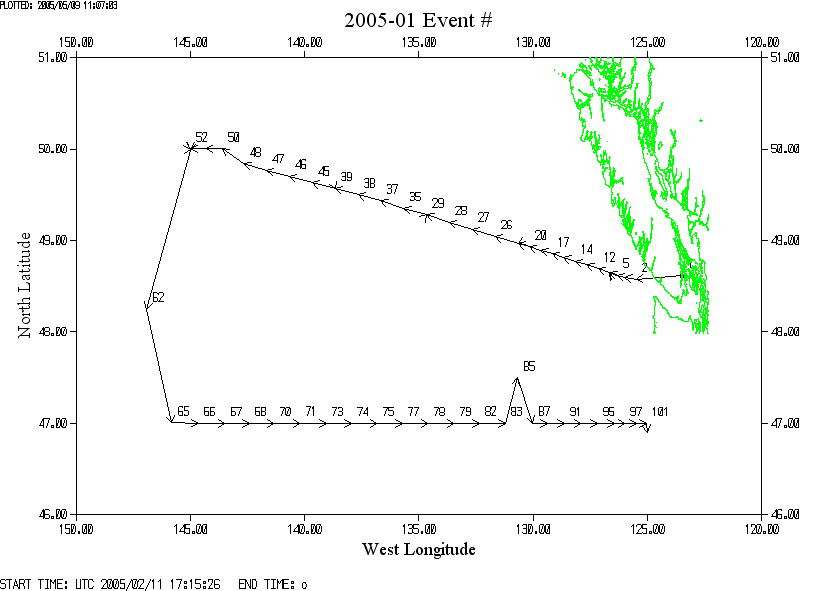 PLOTTED: 2005/05/09 11:07:03
2005-01 Event #
150.00 145.00 140.00 135.00 130.00 125.00 120.00
51.00 51.00
50.00 52 50 50.00
48 47 46 45 39 38 37 35 29 28 27 26 20 17 14 12 5 2
49.00 49.00
North Latitude
62
48.00 48.00
85
65 66 67 68 70 71 73 74 75 77 78 79 82 83 87 91 95 97 101
47.00 47.00
46.00 46.00
150.00 145.00 140.00 135.00 130.00 125.00 120.00
West Longitude
START TIME: UTC 2005/02/11 17:15:26 END TIME: o